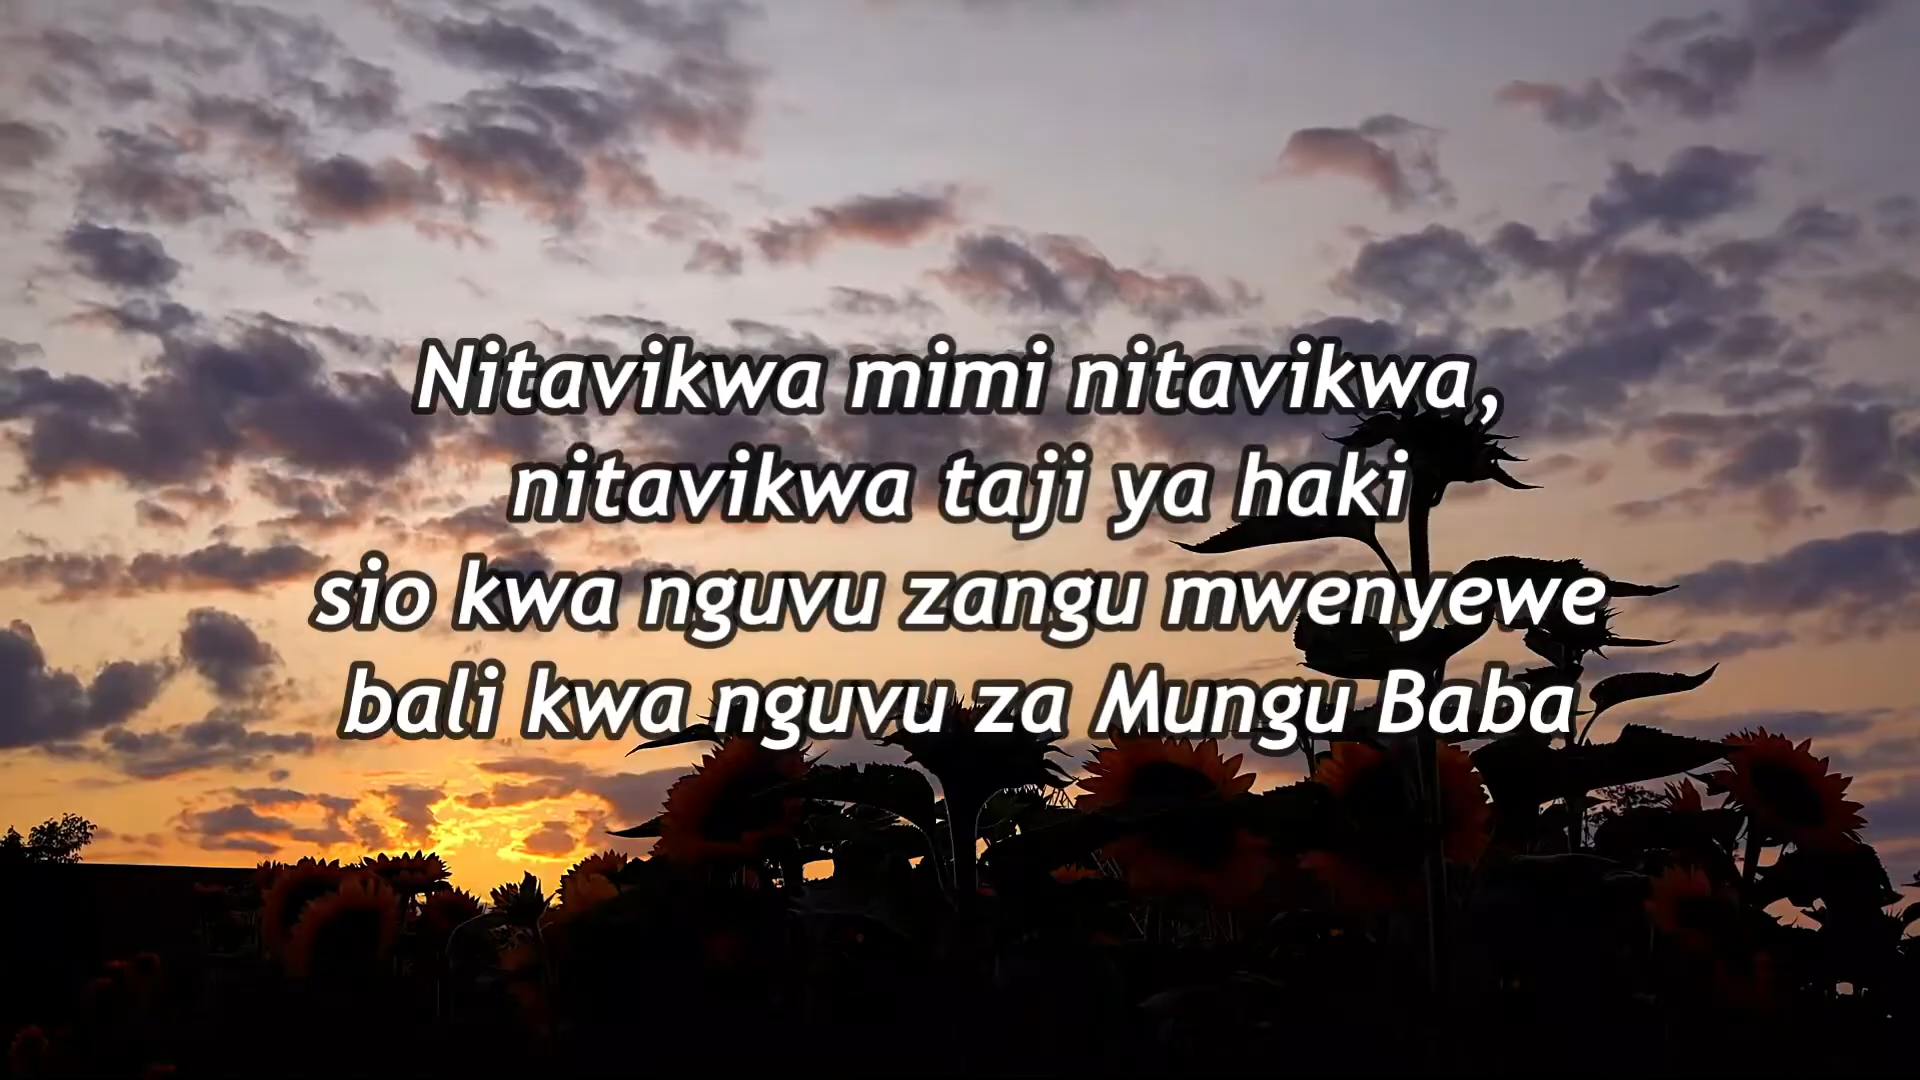 Nitavikwa mimi nitavikwa,
nitavikwa taji ya haki
sio kwa nguvu zangu mwenyewe
bali kwa nguvu za Mungu Baba